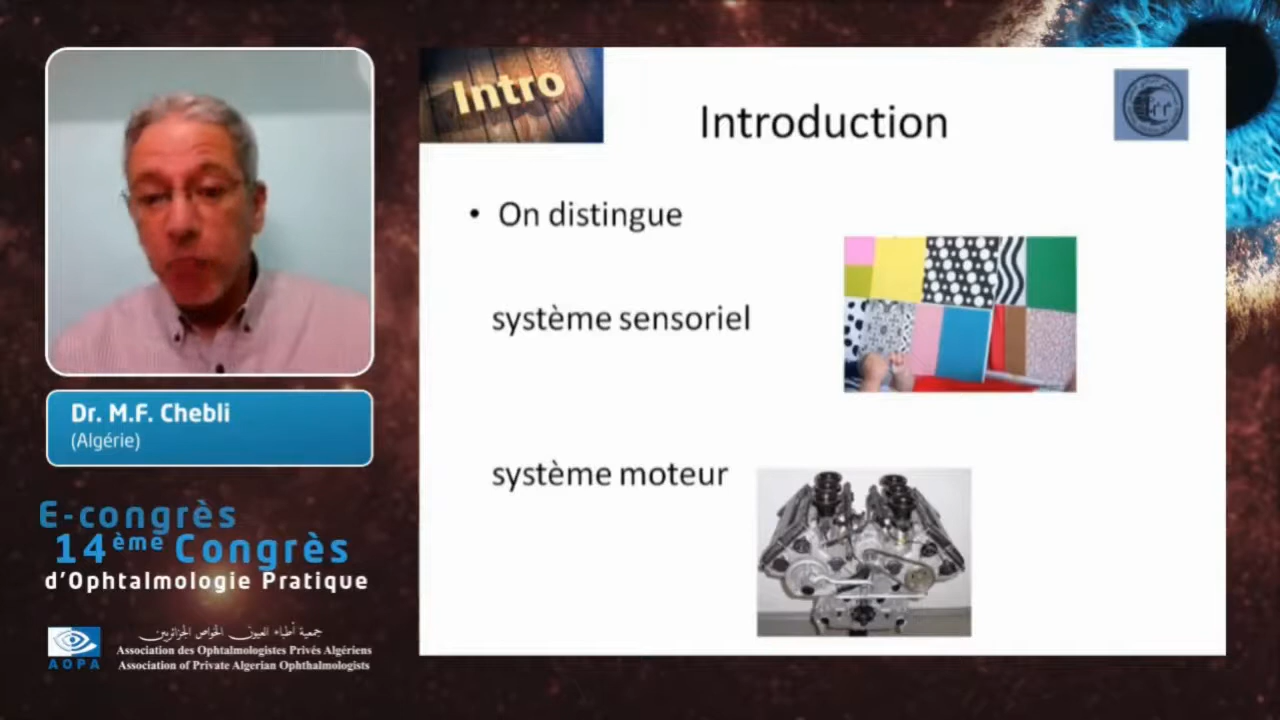 Intro
Introduction
• On distingue
système sensoriel
système moteur
Dr. M.F. Chebli
(Algérie)
E-congrès
14ème Congrès
d'Ophtalmologie Pratique
جمعية أطباء العيون الخواص الجزائريين
Association des Ophtalmologistes Privés Algériens
Association of Private Algerian Ophthalmologists
AOPA